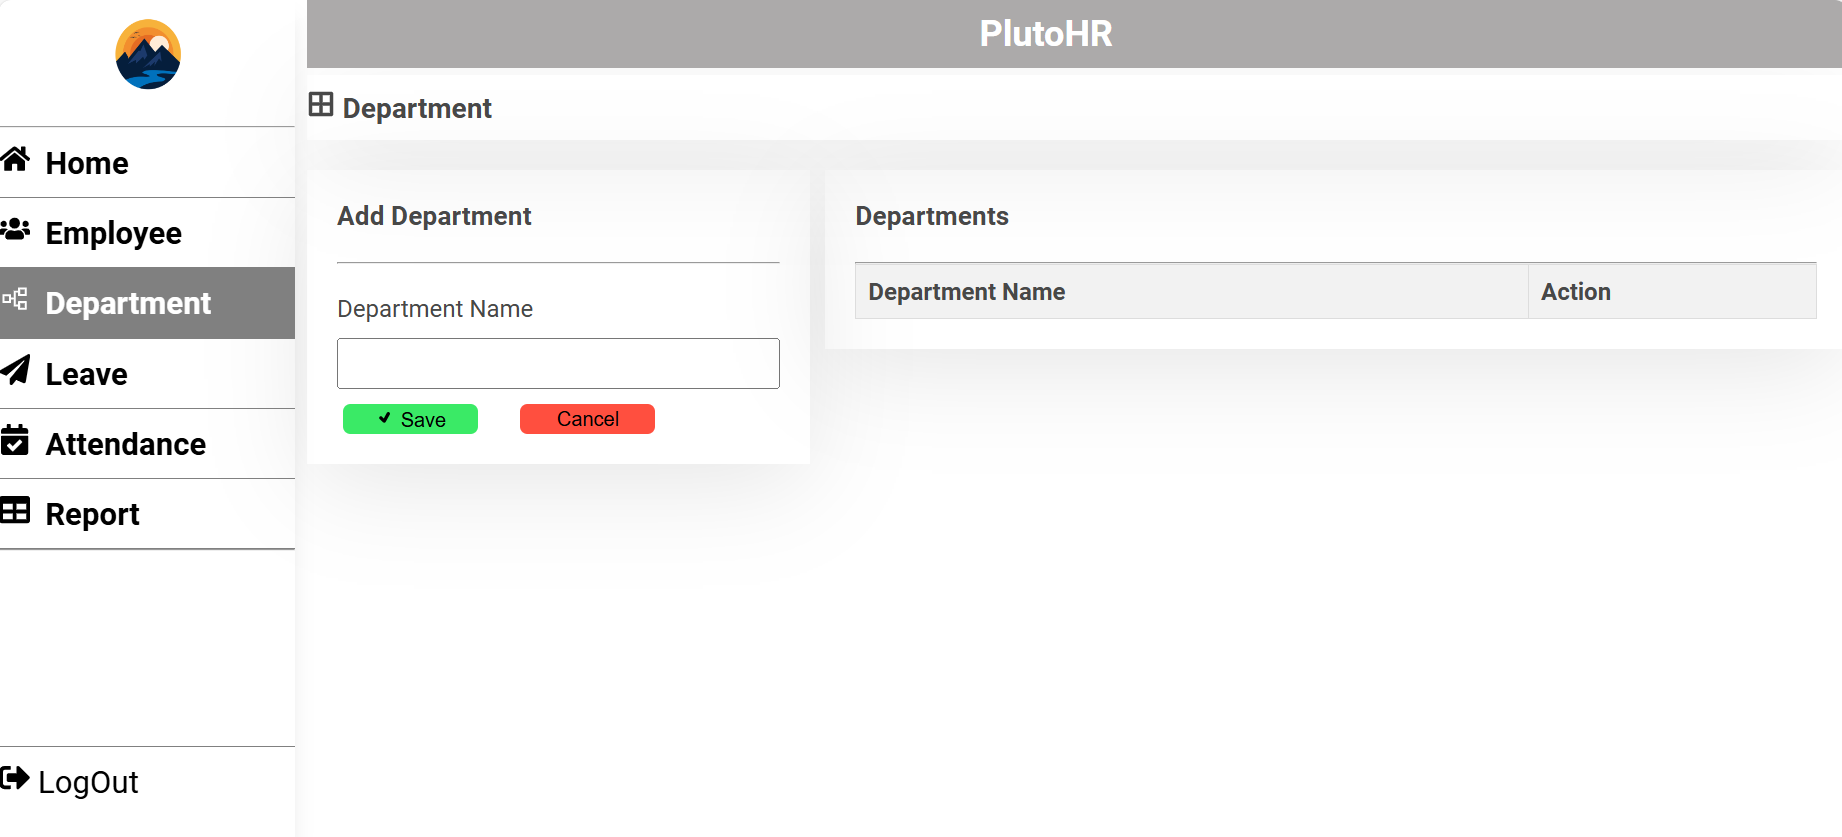 PlutoHR
Department
Home
Employee
Department
Leave
Attendance
Report
LogOut
Add Department
Department Name
Save
Cancel
Departments
Department Name
Action